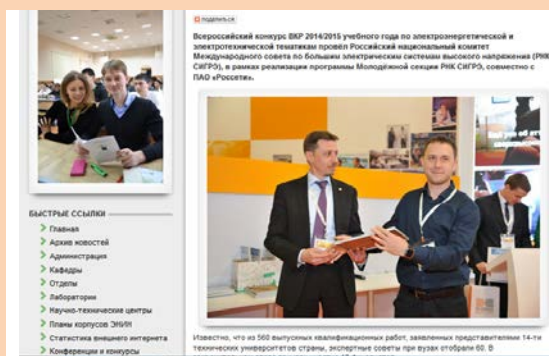 поделиться
Всероссийский конкурс ВКР 2014/2015 учебного года по электроэнергетической и
электротехнической тематикам провёл Российский национальный комитет
Международного совета по большим электрическим системам высокого напряжения (РНК
СИГРЭ), в рамках реализации программы Молодёжной секции РНК СИГРЭ, совместно с
ПАО «Россети».
БЫСТРЫЕ ССЫЛКИ
Главная
Архив новостей
Администрация
Кафедры
Отделы
Лаборатории
Научно-технические центры
Планы корпусов ЭНИН
Статистика внешнего интернета
Конференции и конкурсы
Известно, что из 560 выпускных квалификационных работ, заявленных представителями 14-ти
технических университетов страны, экспертные советы при вузах отобрали 60. В